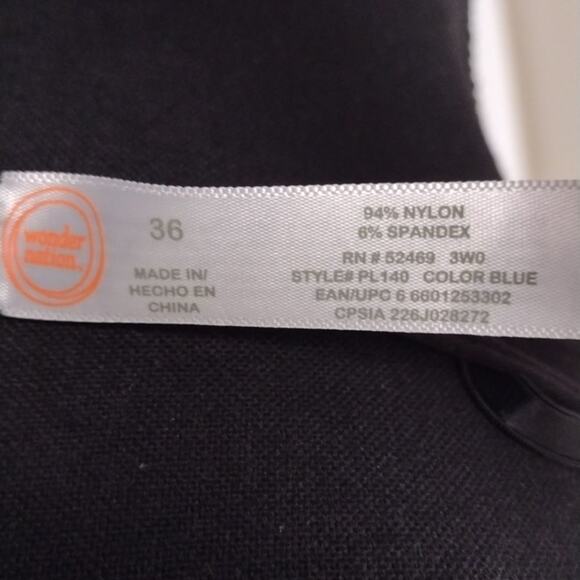 wonder
nation™
36
MADE IN/
HECHO EN
CHINA
94% NYLON
6% SPANDEX
RN # 52469 3W0
STYLE# PL140 COLOR BLUE
EAN/UPC 6 6601253302
CPSIA 226J028272